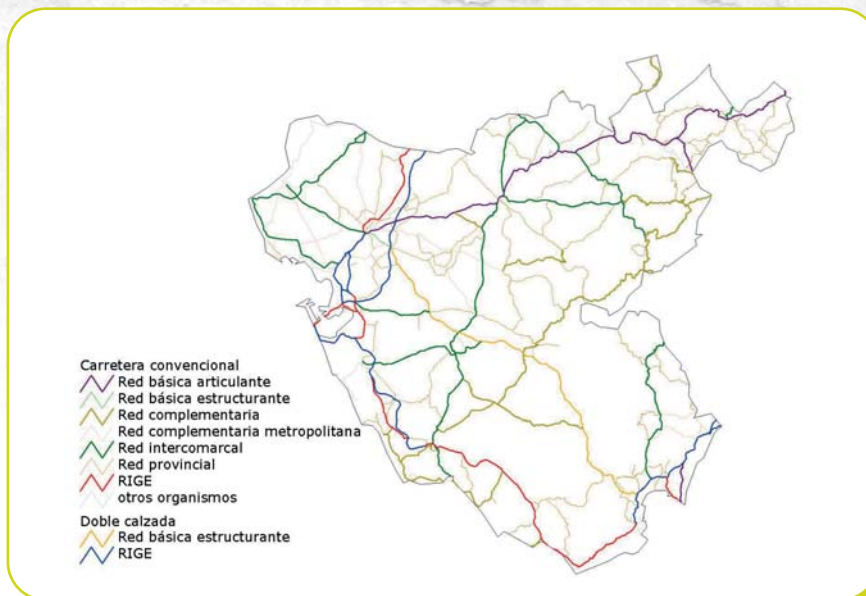 Carretera convencional
Red básica articulante
Red básica estructurante
Red complementaria
Red complementaria metropolitana
Red intercomarcal
Red provincial
RIGE
otros organismos
Doble calzada
Red básica estructurante
RIGE